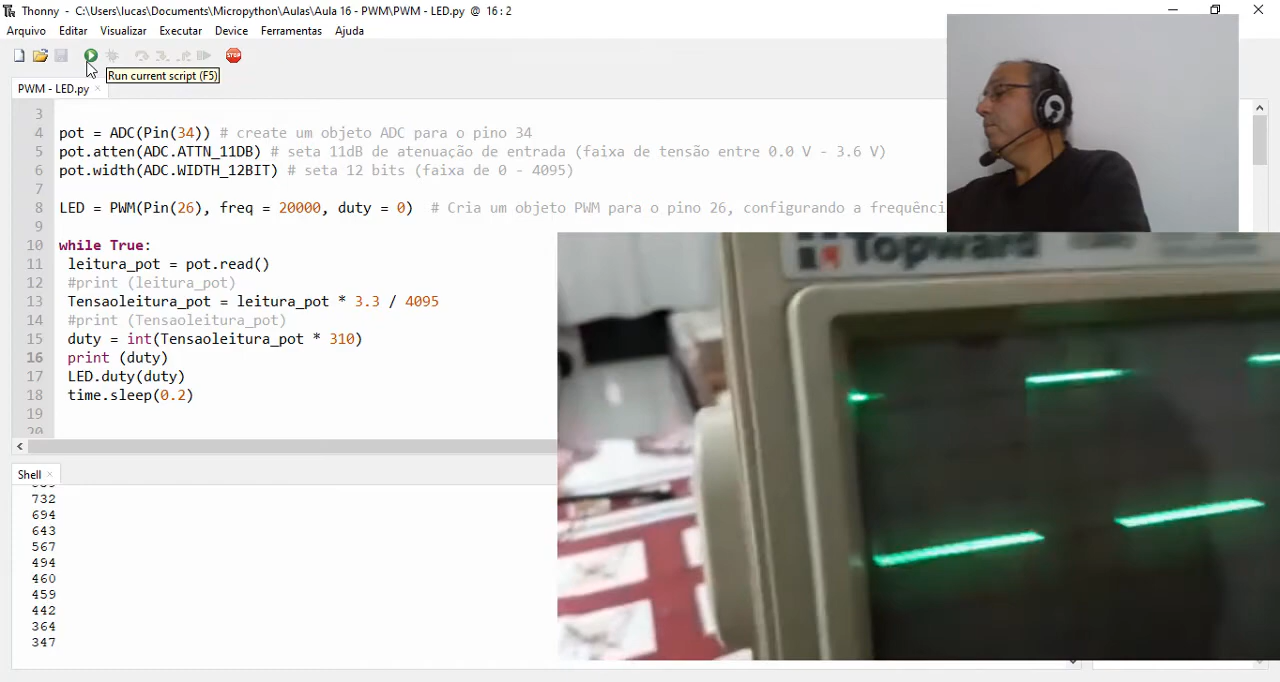 Thonny - C:\Users\lucas\Documents\Micropython\Aulas\Aula 16 - PWM\PWM - LED.py @ 16 : 2
Arquivo Editar Visualizar Executar Device Ferramentas Ajuda
STOP
Run current script (F5)
PWM - LED.py
3
4 pot = ADC(Pin(34)) # create um objeto ADC para o pino 34
5 pot.atten(ADC.ATTN_11DB) # seta 11dB de atenuação de entrada (faixa de tensão entre 0.0 V - 3.6 V)
6 pot.width(ADC.WIDTH_12BIT) # seta 12 bits (faixa de 0 - 4095)
7
8 LED = PWM(Pin(26), freq = 20000, duty = 0) # Cria um objeto PWM para o pino 26, configurando a frequênci
9
10 while True:
11 leitura_pot = pot.read()
12 #print (leitura_pot)
13 Tensaoleitura_pot = leitura_pot * 3.3 / 4095
14 #print (Tensaoleitura_pot)
15 duty = int(Tensaoleitura_pot * 310)
16 print (duty)
17 LED.duty(duty)
18 time.sleep(0.2)
19
20
Shell
732
694
643
567
494
460
459
442
364
347
Topward